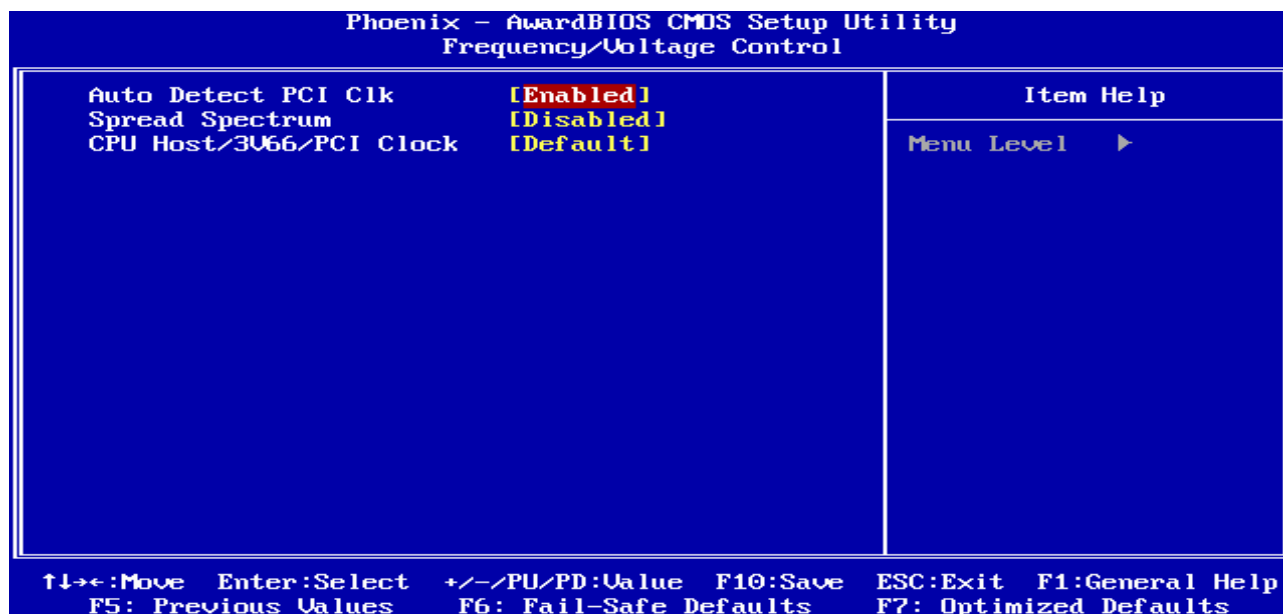 Phoenix - AwardBIOS CMOS Setup Utility
Frequency/Voltage Control
Auto Detect PCI Clk [Enabled]
Spread Spectrum [Disabled]
CPU Host/3V66/PCI Clock [Default]
Item Help
Menu Level ►
↑↓→←:Move Enter:Select +/-/PU/PD:Value F10:Save ESC:Exit F1:General Help
F5: Previous Values F6: Fail-Safe Defaults F7: Optimized Defaults